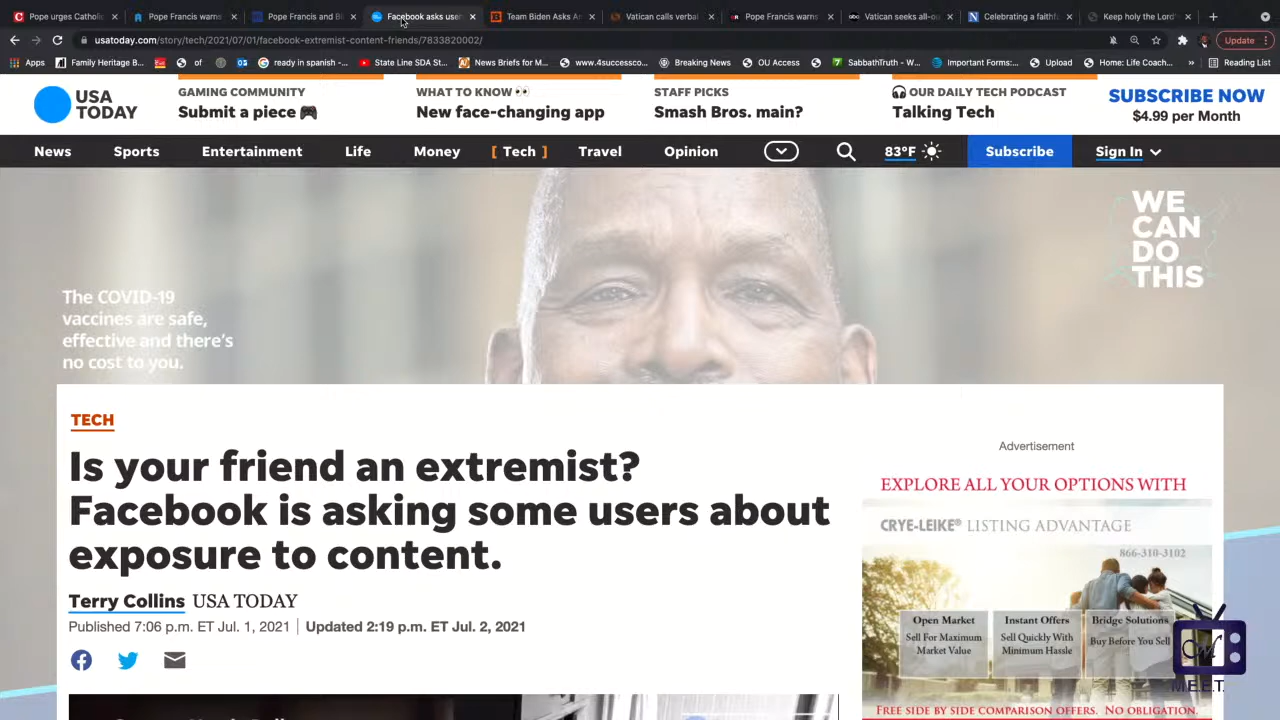 Pope urges Catholic
Pope Francis warns
Pope Francis and Bi
Facebook asks user
Team Biden Asks Am
Vatican calls verbal
Pope Francis warns
Vatican seeks all-ou
Celebrating a faithfu
Keep holy the Lord'
usatoday.com/story/tech/2021/07/01/facebook-extremist-content-friends/7833820002/
Update
Apps
Family Heritage B...
of
ready in spanish -...
State Line SDA St...
News Briefs for M...
www.4successco...
Breaking News
OU Access
SabbathTruth - W...
Important Forms:...
Upload
Home: Life Coach...
»
Reading List
USA
TODAY
GAMING COMMUNITY
Submit a piece 🎮
WHAT TO KNOW 👀
New face-changing app
STAFF PICKS
Smash Bros. main?
🎧 OUR DAILY TECH PODCAST
Talking Tech
SUBSCRIBE NOW
$4.99 per Month
News
Sports
Entertainment
Life
Money
[ Tech ]
Travel
Opinion
83°F
Subscribe
Sign In
The COVID-19
vaccines are safe,
effective and there's
no cost to you.
WE
CAN
DO
THIS
TECH
Is your friend an extremist?
Facebook is asking some users about
exposure to content.
Terry Collins USA TODAY
Published 7:06 p.m. ET Jul. 1, 2021 | Updated 2:19 p.m. ET Jul. 2, 2021
Advertisement
EXPLORE ALL YOUR OPTIONS WITH
CRYE-LEIKE® LISTING ADVANTAGE
866-310-3102
Open Market
Sell For Maximum
Market Value
Instant Offers
Sell Quickly With
Minimum Hassle
Bridge Solutions
Buy Before You Sell
FREE SIDE BY SIDE COMPARISON OFFERS. NO OBLIGATION.
M.E.E.T.